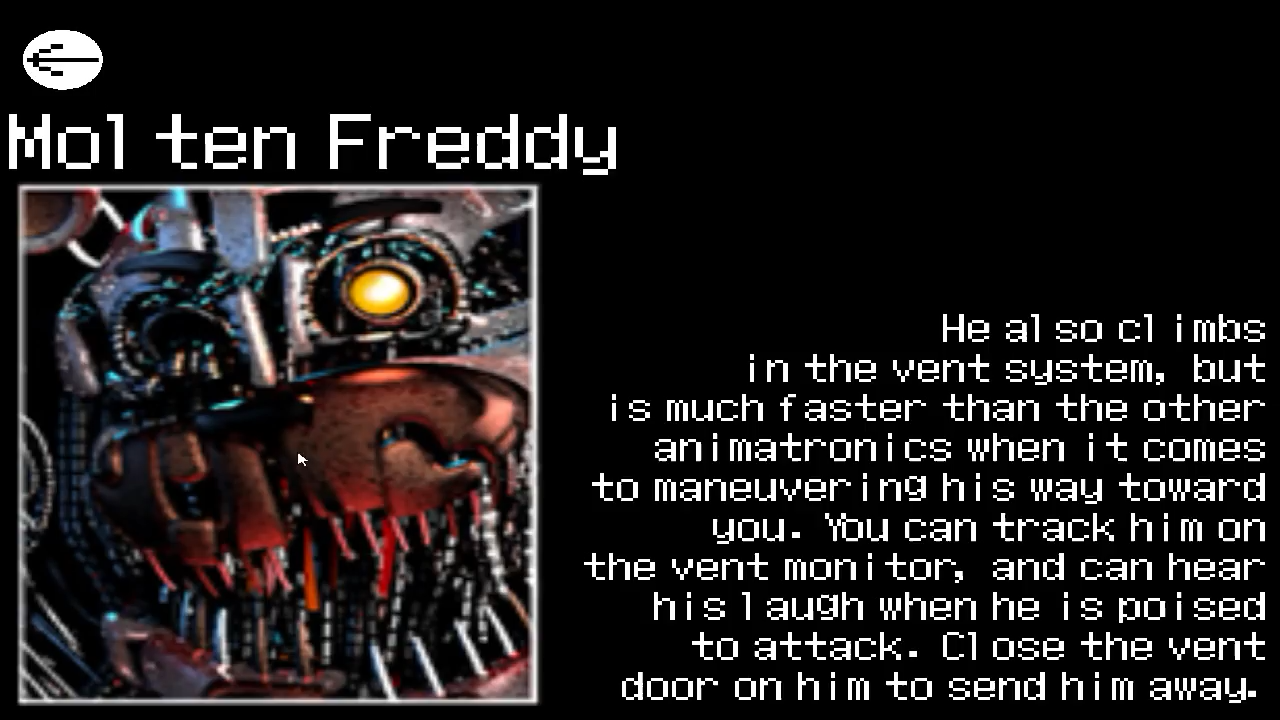 Molten Freddy
He also climbs
in the vent system, but
is much faster than the other
animatronics when it comes
to maneuvering his way toward
you. You can track him on
the vent monitor, and can hear
his laugh when he is poised
to attack. Close the vent
door on him to send him away.